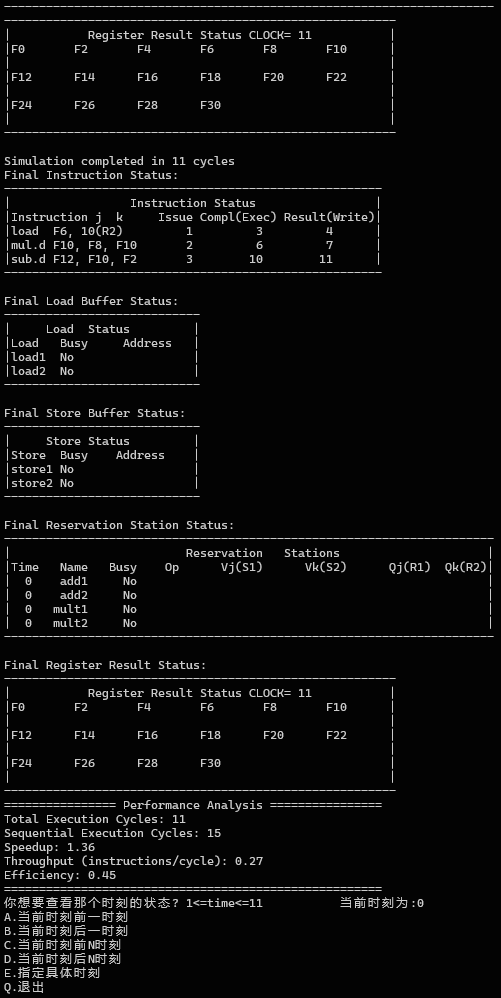 Register Result Status CLOCK= 11
F0 F2 F4 F6 F8 F10
F12 F14 F16 F18 F20 F22
F24 F26 F28 F30
Simulation completed in 11 cycles
Final Instruction Status:
Instruction Status
Instruction j k Issue Compl(Exec) Result(Write)
load F6, 10(R2) 1 3 4
mul.d F10, F8, F10 2 6 7
sub.d F12, F10, F2 3 10 11
Final Load Buffer Status:
Load Status
Load Busy Address
load1 No
load2 No
Final Store Buffer Status:
Store Status
Store Busy Address
store1 No
store2 No
Final Reservation Station Status:
Reservation Stations
Time Name Busy Op Vj(S1) Vk(S2) Qj(R1) Qk(R2)
0 add1 No
0 add2 No
0 mult1 No
0 mult2 No
Final Register Result Status:
Register Result Status CLOCK= 11
F0 F2 F4 F6 F8 F10
F12 F14 F16 F18 F20 F22
F24 F26 F28 F30
================ Performance Analysis ================
Total Execution Cycles: 11
Sequential Execution Cycles: 15
Speedup: 1.36
Throughput (instructions/cycle): 0.27
Efficiency: 0.45
======================================================
你想要查看那个时刻的状态? 1<=time<=11 当前时刻为:0
A.当前时刻前一时刻
B.当前时刻后一时刻
C.当前时刻前N时刻
D.当前时刻后N时刻
E.指定具体时刻
Q.退出